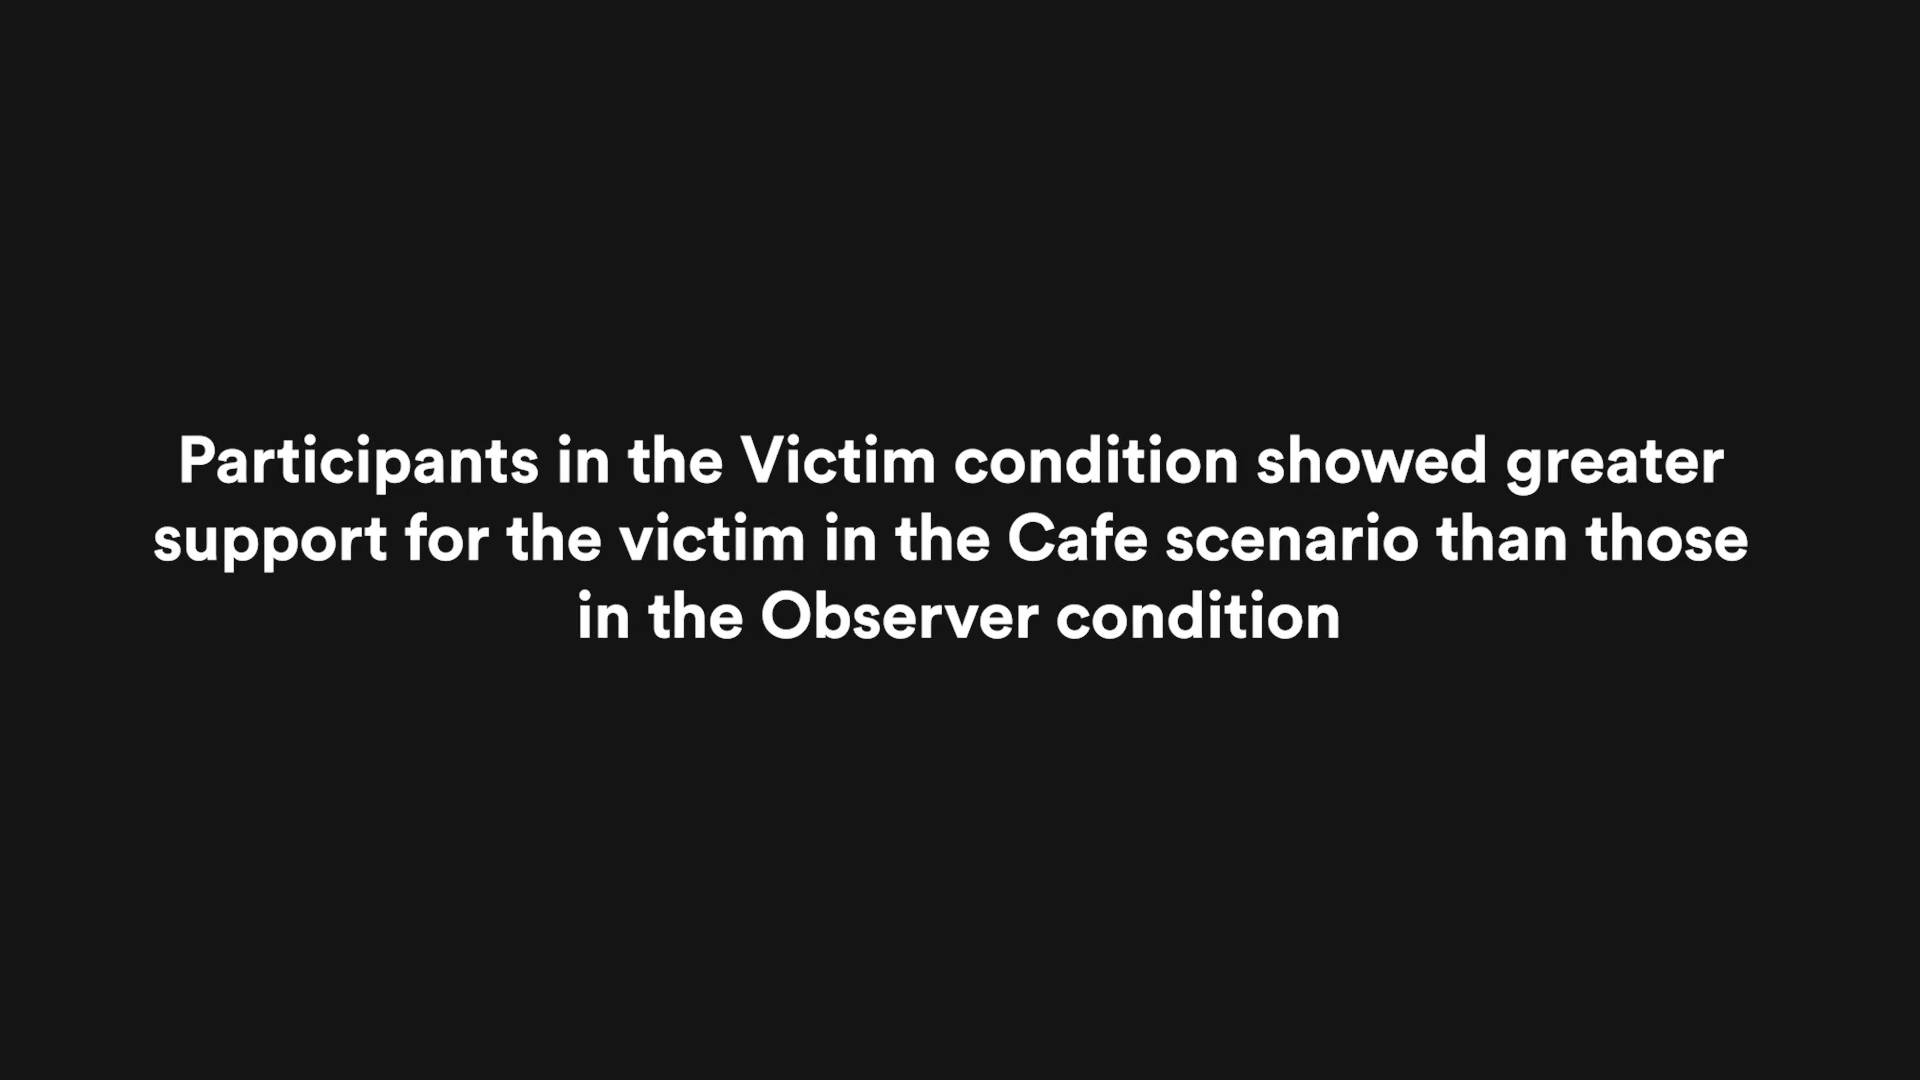 Participants in the Victim condition showed greater
support for the victim in the Cafe scenario than those
in the Observer condition